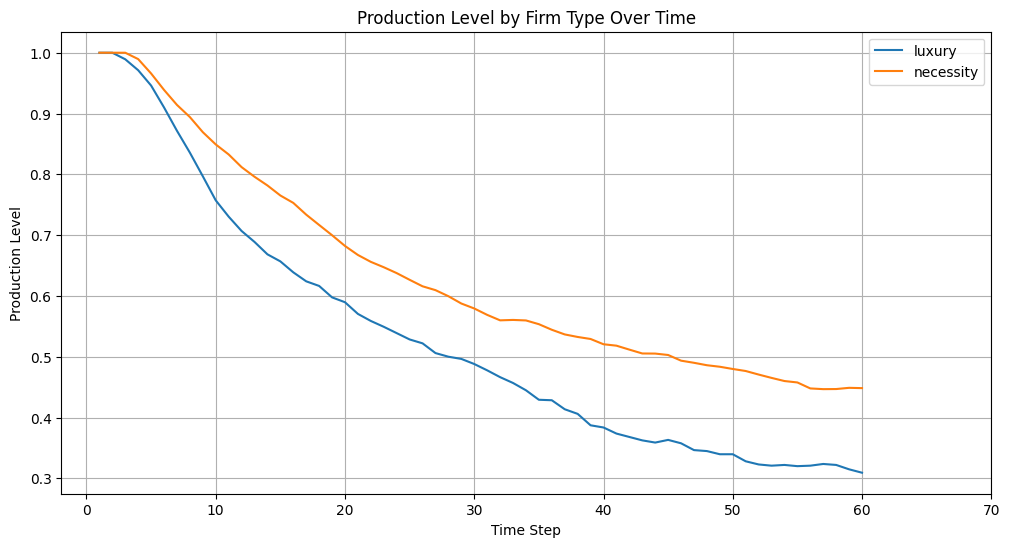 Production Level by Firm Type Over Time
luxury
necessity
Production Level
1.0
0.9
0.8
0.7
0.6
0.5
0.4
0.3
0 10 20 30 40 50 60 70
Time Step